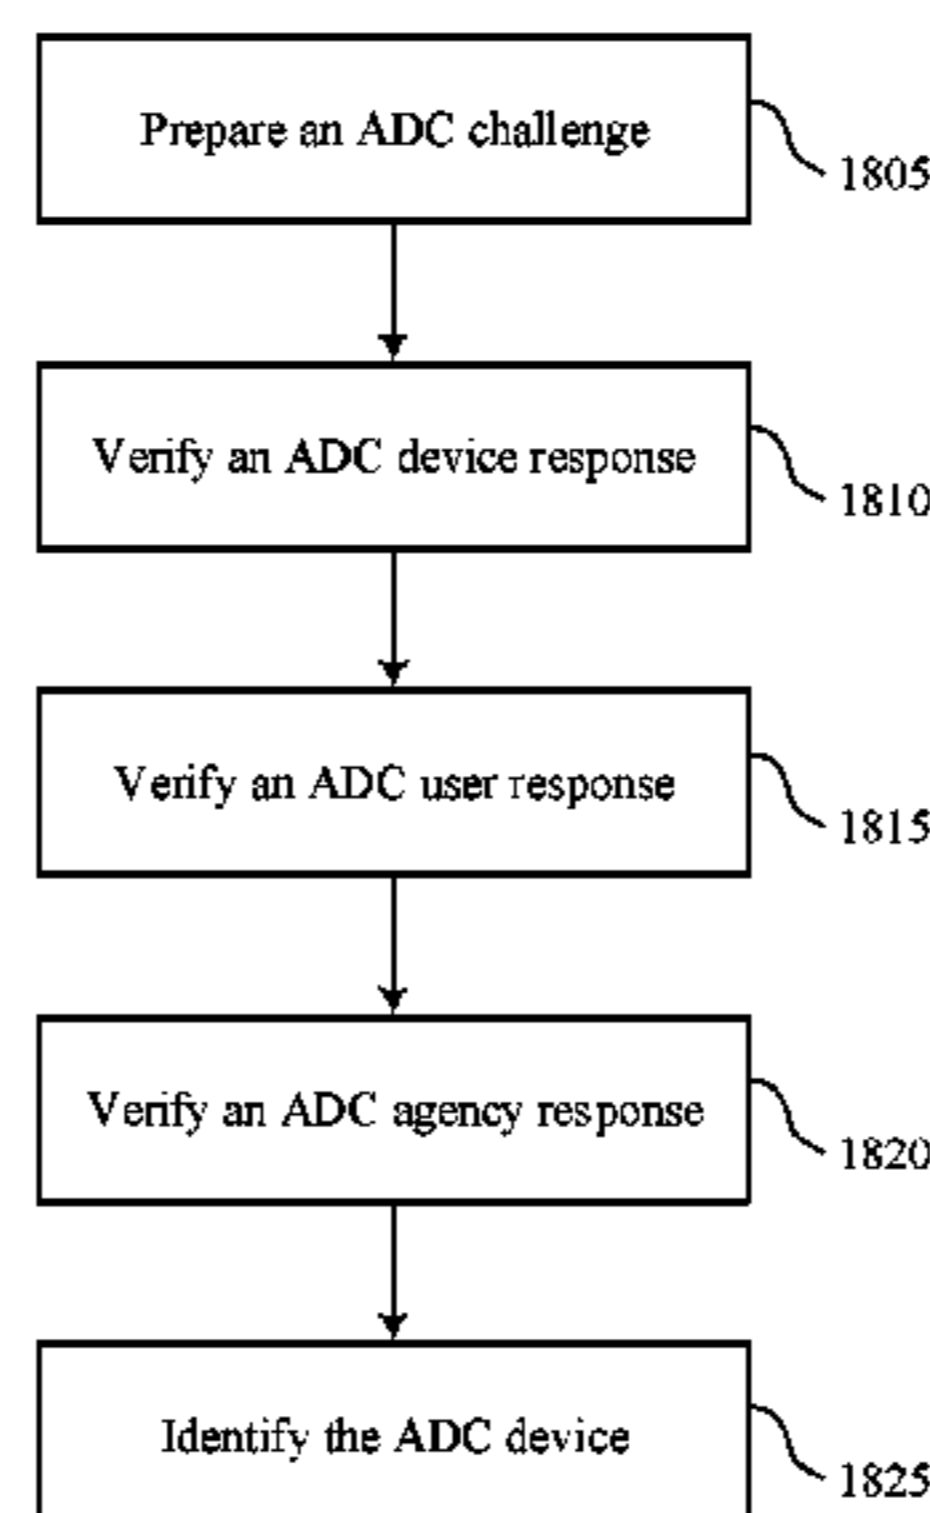 Prepare an ADC challenge
1805
Verify an ADC device response
1810
Verify an ADC user response
1815
Verify an ADC agency response
1820
Identify the ADC device
1825